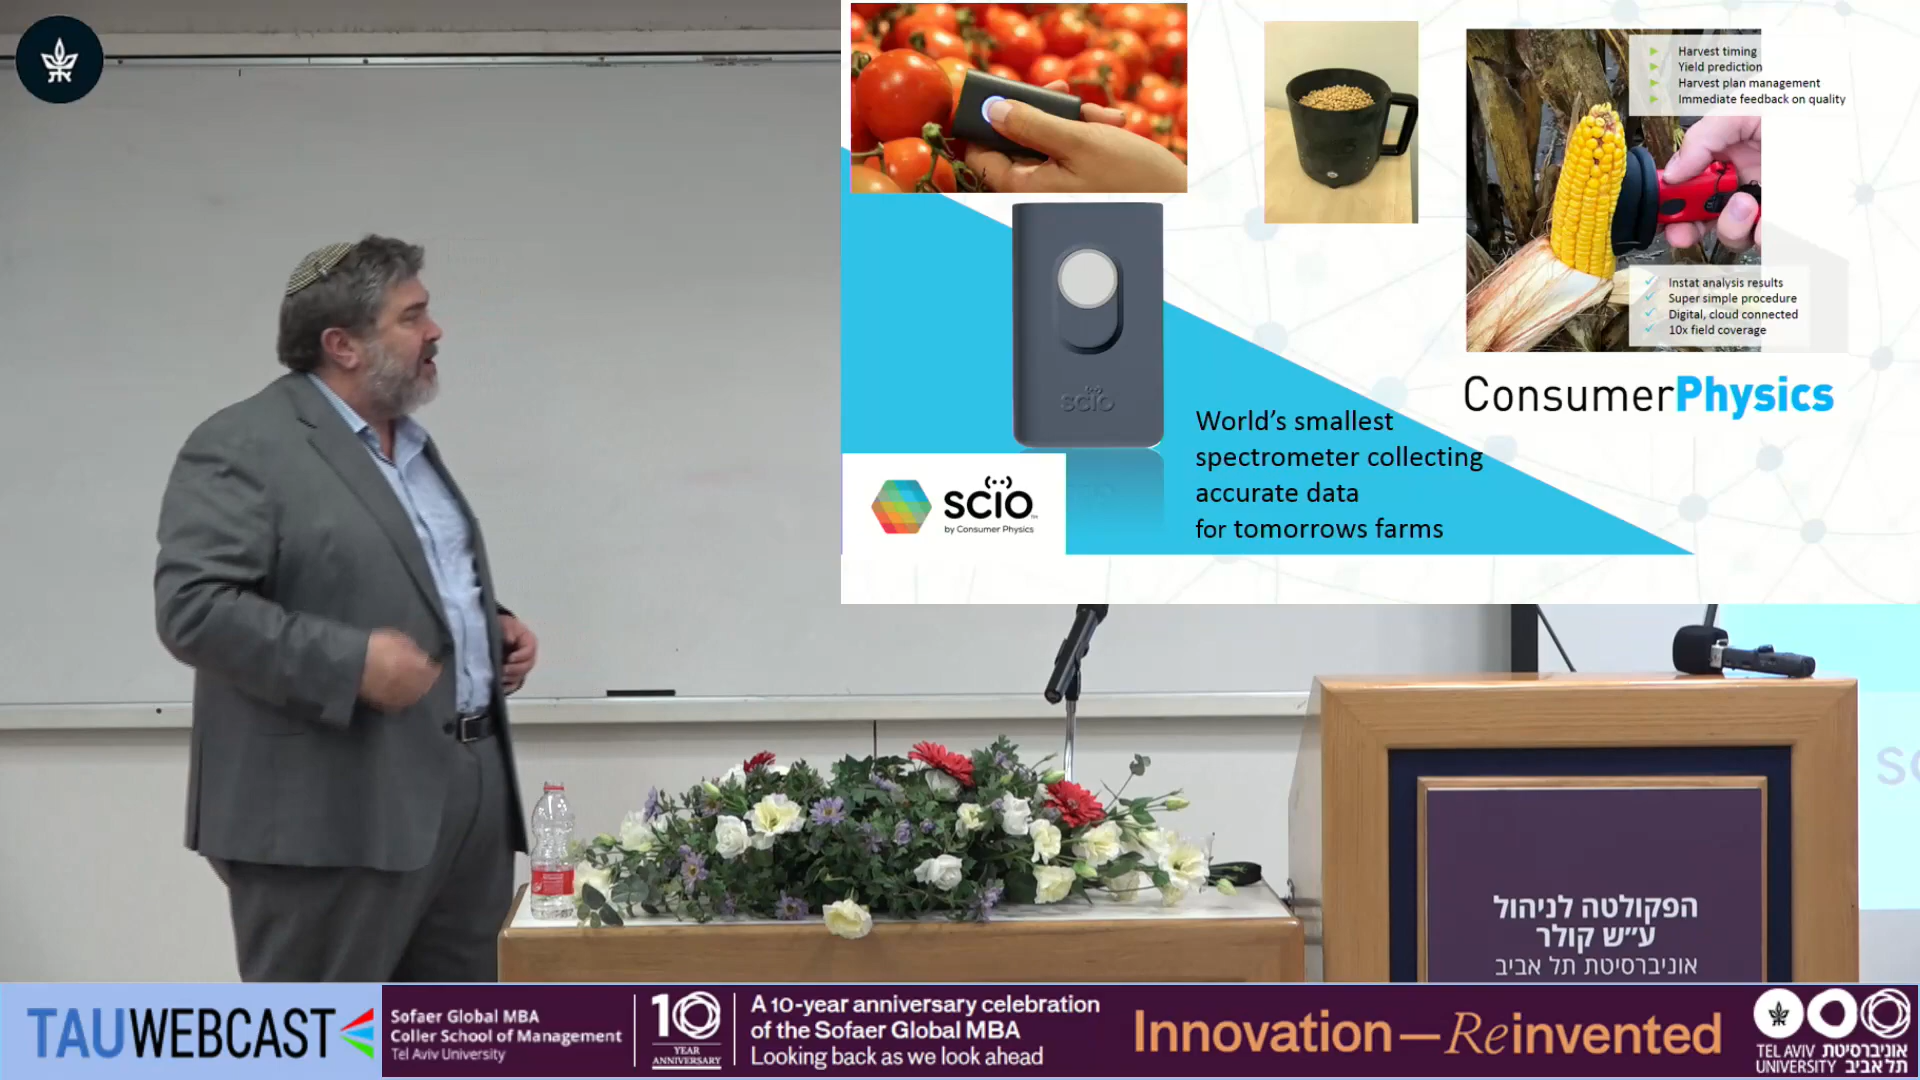 Harvest timing
Yield prediction
Harvest plan management
Immediate feedback on quality
Instat analysis results
Super simple procedure
Digital, cloud connected
10x field coverage
ConsumerPhysics
SCIO
World's smallest
spectrometer collecting
accurate data
for tomorrows farms
SCIO™
by Consumer Physics
הפקולטה לניהול
ע״ש קולר
אוניברסיטת תל אביב
TAUWEBCAST
Sofaer Global MBA
Coller School of Management
Tel Aviv University
10
YEAR
ANNIVERSARY
A 10-year anniversary celebration
of the Sofaer Global MBA
Looking back as we look ahead
Innovation—Reinvented
TEL AVIV אוניברסיטת
UNIVERSITY תל אביב